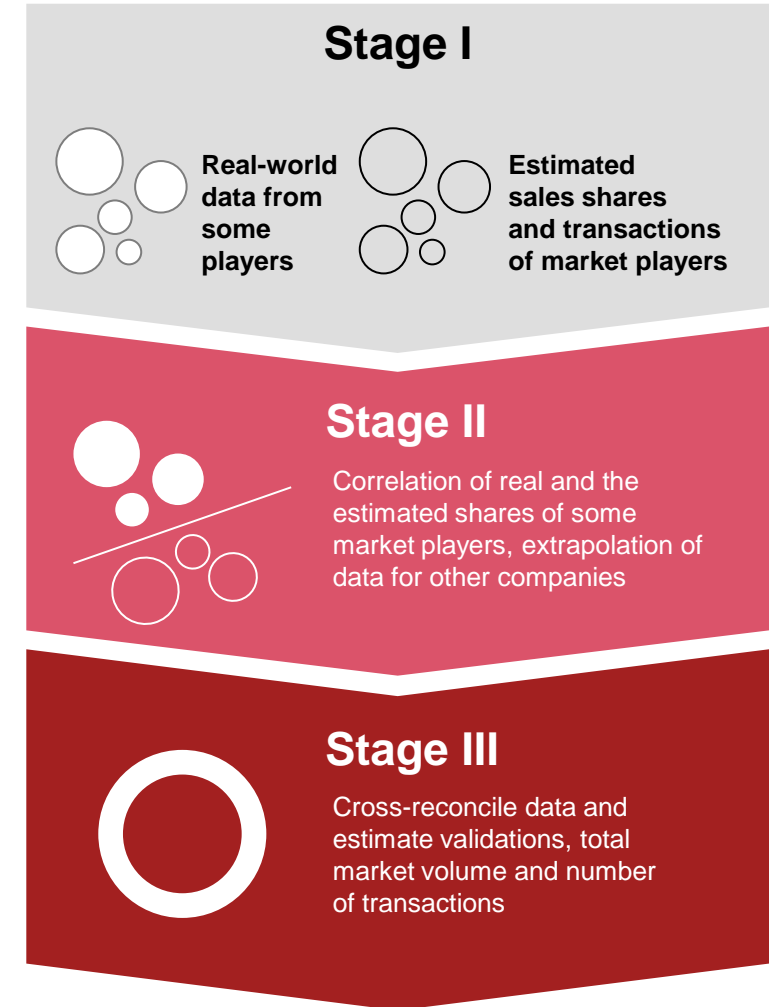 Stage I
Real-world
data from
some
players
Estimated
sales shares
and transactions
of market players
Stage II
Correlation of real and the
estimated shares of some
market players, extrapolation of
data for other companies
Stage III
Cross-reconcile data and
estimate validations, total
market volume and number
of transactions